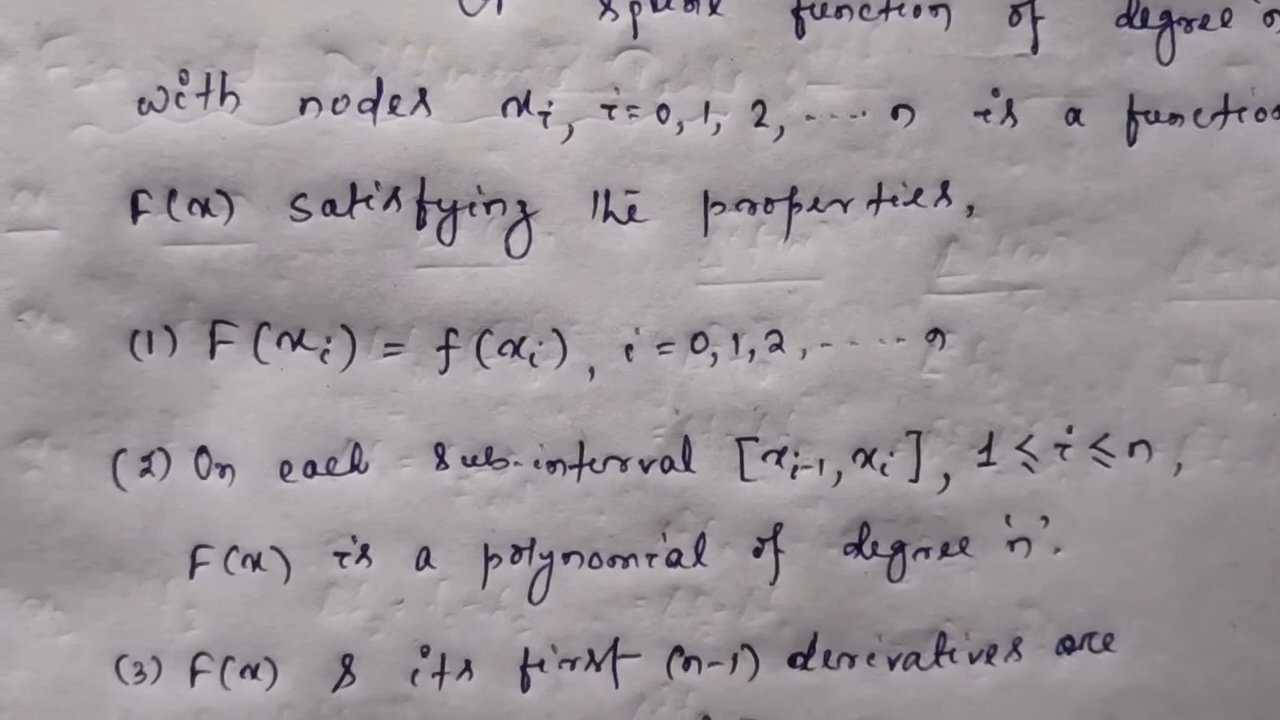 spline function of degree n
with nodes xi, i=0,1,2,.....n is a function
F(x) satisfying the properties,
(1) F(xi) = f(xi), i=0,1,2,.....n
(2) On each sub-interval [xi-1, xi], 1≤i≤n,
F(x) is a polynomial of degree 'n'.
(3) F(x) & its first (n-1) derivatives are